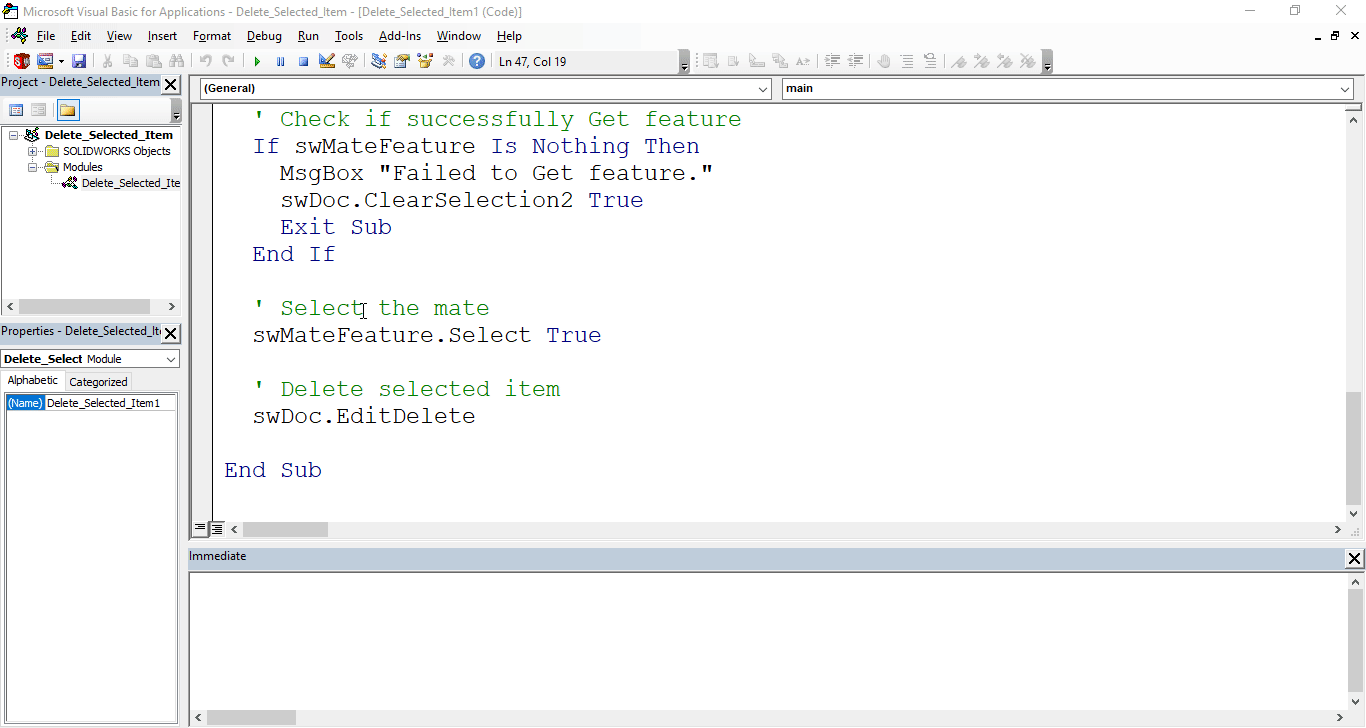 Microsoft Visual Basic for Applications - Delete_Selected_Item - [Delete_Selected_Item1 (Code)]
File Edit View Insert Format Debug Run Tools Add-Ins Window Help
Ln 47, Col 19
Project - Delete_Selected_Item
Delete_Selected_Item
SOLIDWORKS Objects
Modules
Delete_Selected_Ite
Properties - Delete_Selected_It
Delete_Select Module
Alphabetic Categorized
(Name) Delete_Selected_Item1
(General) main
' Check if successfully Get feature
If swMateFeature Is Nothing Then
MsgBox "Failed to Get feature."
swDoc.ClearSelection2 True
Exit Sub
End If
' Select the mate
swMateFeature.Select True
' Delete selected item
swDoc.EditDelete
End Sub
Immediate